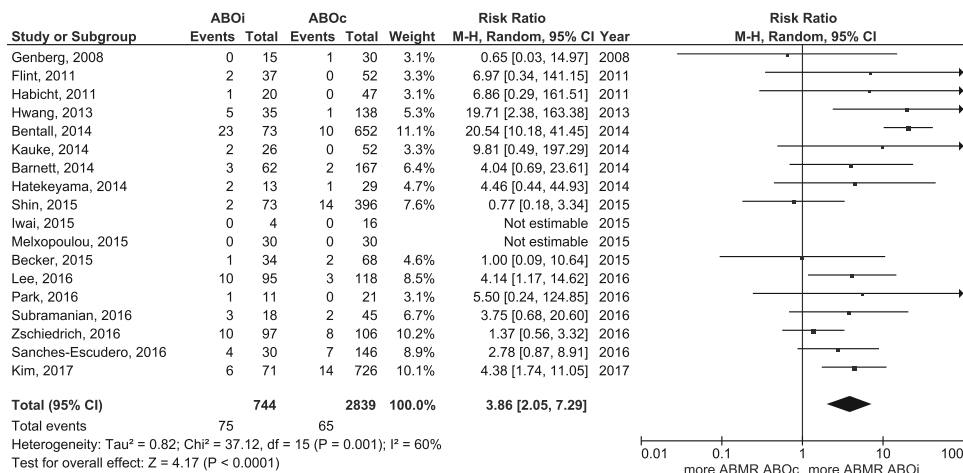 ABOi ABOc Risk Ratio Risk Ratio
Study or Subgroup Events Total Events Total Weight M-H, Random, 95% CI Year M-H, Random, 95% CI
Genberg, 2008 0 15 1 30 3.1% 0.65 [0.03, 14.97] 2008
Flint, 2011 2 37 0 52 3.3% 6.97 [0.34, 141.15] 2011
Habicht, 2011 1 20 0 47 3.1% 6.86 [0.29, 161.51] 2011
Hwang, 2013 5 35 1 138 5.3% 19.71 [2.38, 163.38] 2013
Bentall, 2014 23 73 10 652 11.1% 20.54 [10.18, 41.45] 2014
Kauke, 2014 2 26 0 52 3.3% 9.81 [0.49, 197.29] 2014
Barnett, 2014 3 62 2 167 6.4% 4.04 [0.69, 23.61] 2014
Hatekeyama, 2014 2 13 1 29 4.7% 4.46 [0.44, 44.93] 2014
Shin, 2015 2 73 14 396 7.6% 0.77 [0.18, 3.34] 2015
Iwai, 2015 0 4 0 16 Not estimable 2015
Melxopoulou, 2015 0 30 0 30 Not estimable 2015
Becker, 2015 1 34 2 68 4.6% 1.00 [0.09, 10.64] 2015
Lee, 2016 10 95 3 118 8.5% 4.14 [1.17, 14.62] 2016
Park, 2016 1 11 0 21 3.1% 5.50 [0.24, 124.85] 2016
Subramanian, 2016 3 18 2 45 6.7% 3.75 [0.68, 20.60] 2016
Zschiedrich, 2016 10 97 8 106 10.2% 1.37 [0.56, 3.32] 2016
Sanches-Escudero, 2016 4 30 7 146 8.9% 2.78 [0.87, 8.91] 2016
Kim, 2017 6 71 14 726 10.1% 4.38 [1.74, 11.05] 2017
Total (95% CI) 744 2839 100.0% 3.86 [2.05, 7.29]
Total events 75 65
Heterogeneity: Tau² = 0.82; Chi² = 37.12, df = 15 (P = 0.001); I² = 60%
Test for overall effect: Z = 4.17 (P < 0.0001)
0.01 0.1 1 10 100
more ABMR ABOc more ABMR ABOi